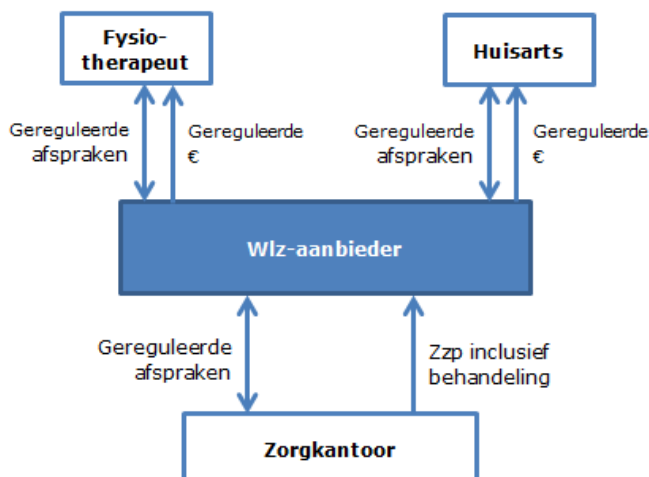 Fysio-
therapeut
Huisarts
Gereguleerde
afspraken
Gereguleerde
€
Gereguleerde
afspraken
Gereguleerde
€
Wlz-aanbieder
Gereguleerde
afspraken
Zzp inclusief
behandeling
Zorgkantoor